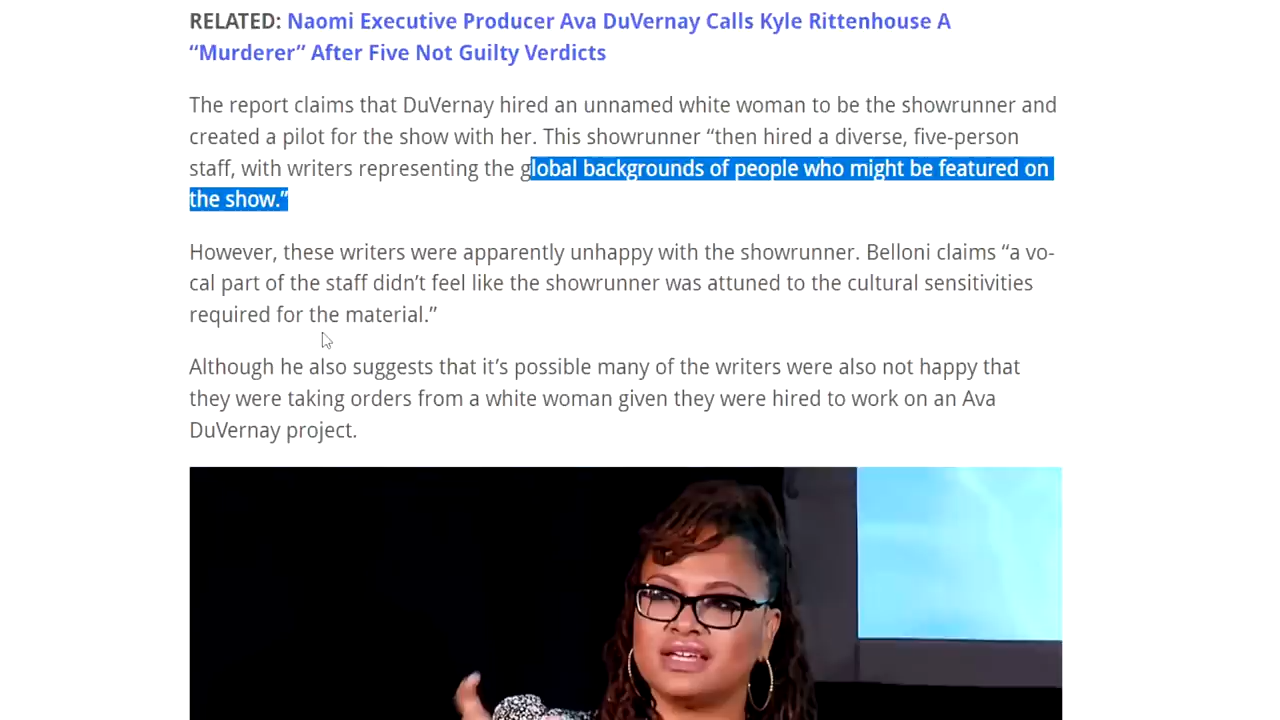 RELATED: Naomi Executive Producer Ava DuVernay Calls Kyle Rittenhouse A
“Murderer” After Five Not Guilty Verdicts
The report claims that DuVernay hired an unnamed white woman to be the showrunner and
created a pilot for the show with her. This showrunner “then hired a diverse, five-person
staff, with writers representing the global backgrounds of people who might be featured on
the show.”
However, these writers were apparently unhappy with the showrunner. Belloni claims “a vo-
cal part of the staff didn’t feel like the showrunner was attuned to the cultural sensitivities
required for the material.”
Although he also suggests that it’s possible many of the writers were also not happy that
they were taking orders from a white woman given they were hired to work on an Ava
DuVernay project.